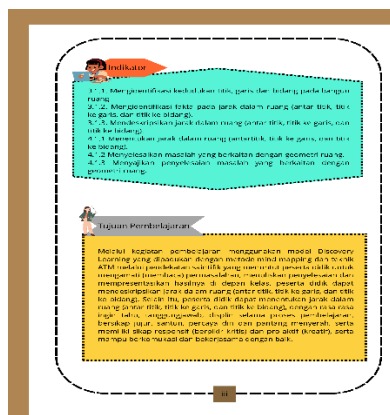 Indikator
3.1.1. Mengidentifikasi kedudukan titik, garis dan bidang pada bangun
ruang
3.1.2. Mengidentifikasi fakta pada jarak dalam ruang (antar titik, titik
ke garis, dan titik ke bidang).
3.1.3. Mendeskripsikan jarak dalam ruang (antar titik, titik ke garis, dan
titik ke bidang)
4.1.1 Menentukan jarak dalam ruang (antar titik, titik ke garis, dan titik
ke bidang).
4.1.2 Menyelesaikan masalah yang berkaitan dengan geometri ruang.
4.1.3 Menyajikan penyelesaian masalah yang berkaitan dengan
geometri ruang.
Tujuan Pembelajaran
Melalui kegiatan pembelajaran menggunakan model Discovery
Learning yang dipadukan dengan metode mind mapping dan teknik
ATM melalui pendekatan saintifik yang menuntut peserta didik untuk
mengamati (membaca) permasalahan, menuliskan penyelesaian dan
mempresentasikan hasilnya di depan kelas, peserta didik dapat
mendeskripsikan jarak dalam ruang (antar titik, titik ke garis, dan titik
ke bidang). Selain itu, peserta didik dapat menentukan jarak dalam
ruang (antar titik, titik ke garis, dan titik ke bidang), dengan rasa rasa
ingin tahu, tanggungjawab, displin selama proses pembelajaran,
bersikap jujur, santun, percaya diri dan pantang menyerah, serta
memiliki sikap responsif (berpikir kritis) dan pro-aktif (kreatif), serta
mampu berkomukasi dan bekerjasama dengan baik.